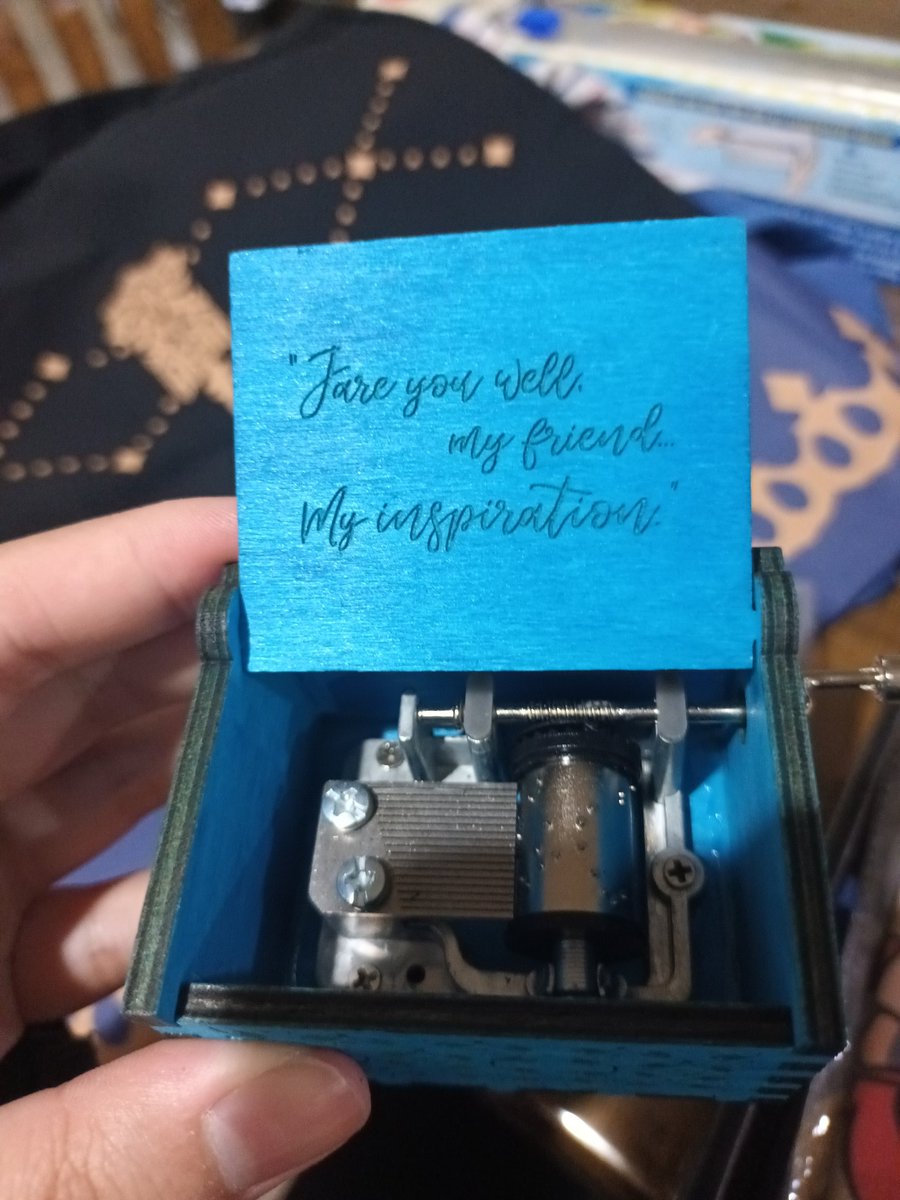 "Fare you well,
my friend...
My inspiration."